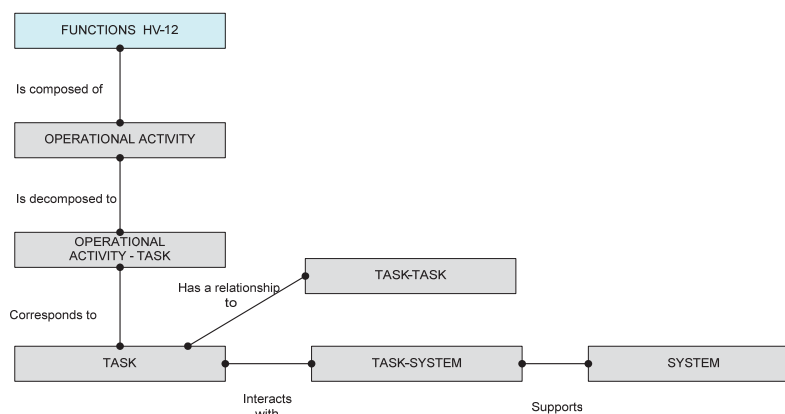 FUNCTIONS HV-12
Is composed of
OPERATIONAL ACTIVITY
Is decomposed to
OPERATIONAL
ACTIVITY - TASK
Has a relationship
to
TASK-TASK
Corresponds to
TASK
TASK-SYSTEM
SYSTEM
Interacts
with
Supports